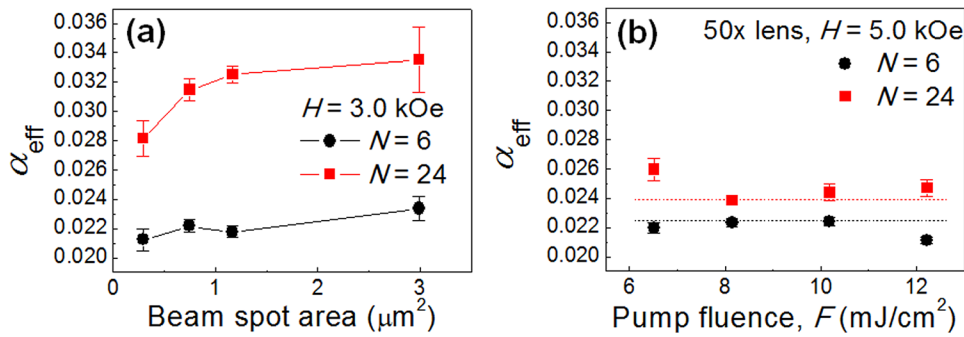 (a)
0.036
0.034
0.032
0.030
0.028
0.026
0.024
0.022
0.020
α_eff
H = 3.0 kOe
N = 6
N = 24
0 1 2 3
Beam spot area (μm²)
(b)
50x lens, H = 5.0 kOe
N = 6
N = 24
0.036
0.034
0.032
0.030
0.028
0.026
0.024
0.022
0.020
α_eff
6 8 10 12
Pump fluence, F (mJ/cm²)